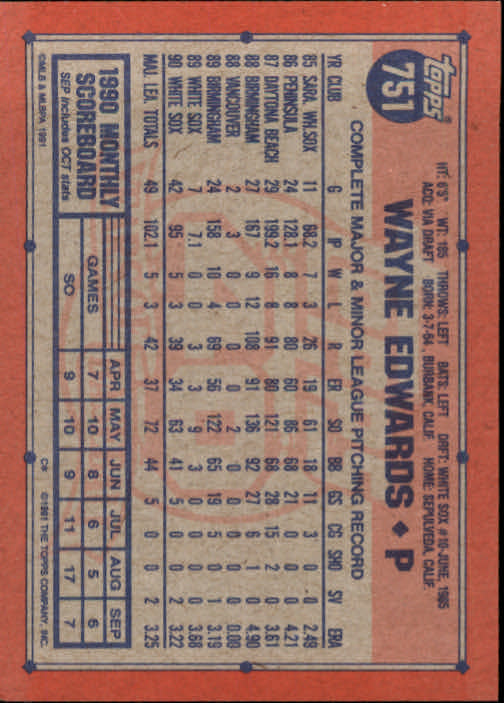 topps
751
WAYNE EDWARDS ♦ P
HT: 6'5" WT: 185 THROWS: LEFT BATS: LEFT DRAFT: WHITE SOX #10-JUNE, 1985
ACQ: VIA DRAFT BORN: 3-7-64 BURBANK, CALIF. HOME: SEPULVEDA, CALIF.
COMPLETE MAJOR & MINOR LEAGUE PITCHING RECORD
YR CLUB G IP W L R ER SO BB GS CG SHO SV ERA
85 SARA. WH.SOX 11 68.2 7 3 26 19 61 18 11 3 0 0 2.49
86 PENINSULA 24 128.1 8 8 80 60 86 68 21 0 0 0 4.21
87 DAYTONA BEACH 29 199.2 16 8 91 80 121 68 28 15 2 0 3.61
88 BIRMINGHAM 27 167 9 12 108 91 136 92 27 6 1 0 4.90
88 VANCOUVER 2 3 0 0 0 0 2 0 0 0 0 0 0.00
89 BIRMINGHAM 24 158 10 4 69 56 122 65 19 5 0 1 3.19
89 WHITE SOX 7 7.1 0 0 3 3 9 3 0 0 0 0 3.68
90 WHITE SOX 42 95 5 3 39 34 63 41 5 0 0 2 3.22
MAJ. LEA. TOTALS 49 102.1 5 3 42 37 72 44 5 0 0 2 3.25
1990 MONTHLY
SCOREBOARD
SEP includes OCT stats
APR MAY JUN JUL AUG SEP
GAMES 7 10 8 6 5 6
SO 9 10 9 11 17 7
©MLB & MLBPA 1991
C* ©1991 THE TOPPS COMPANY, INC.